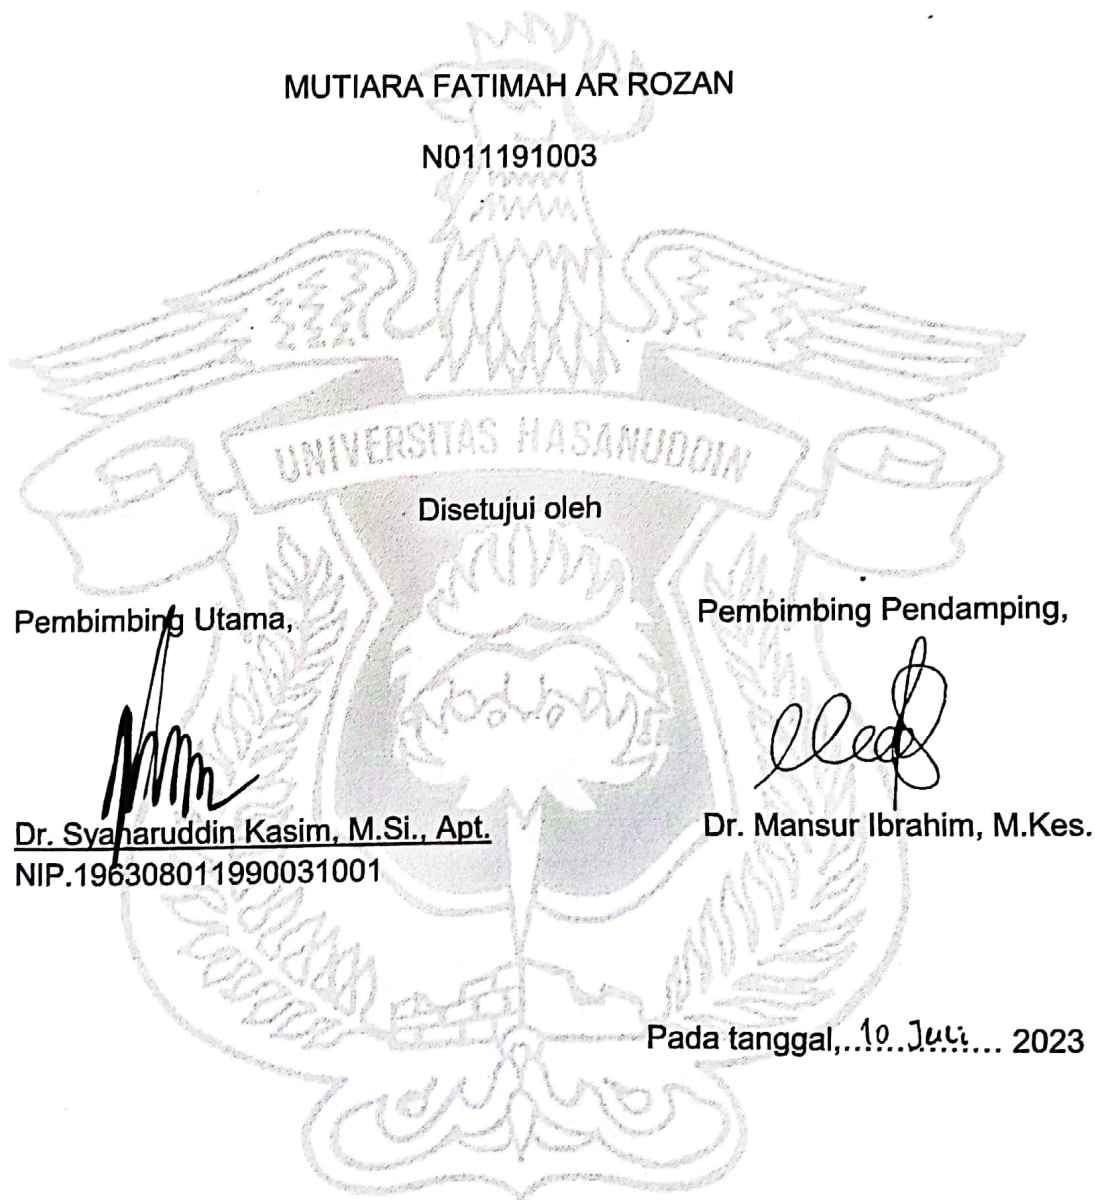 MUTIARA FATIMAH AR ROZAN
N011191003
UNIVERSITAS HASANUDDIN
Disetujui oleh
Pembimbing Utama,
Pembimbing Pendamping,
Dr. Syaharuddin Kasim, M.Si., Apt.
NIP.196308011990031001
Dr. Mansur Ibrahim, M.Kes.
Pada tanggal,..10..Juli.... 2023